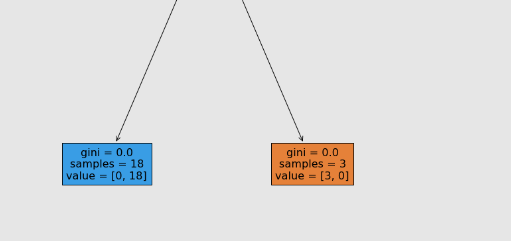 gini = 0.0
samples = 18
value = [0, 18]
gini = 0.0
samples = 3
value = [3, 0]